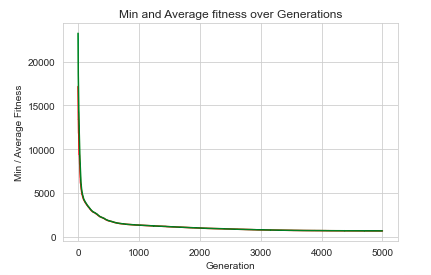 Min and Average fitness over Generations
Min / Average Fitness
20000
15000
10000
5000
0
0 1000 2000 3000 4000 5000
Generation